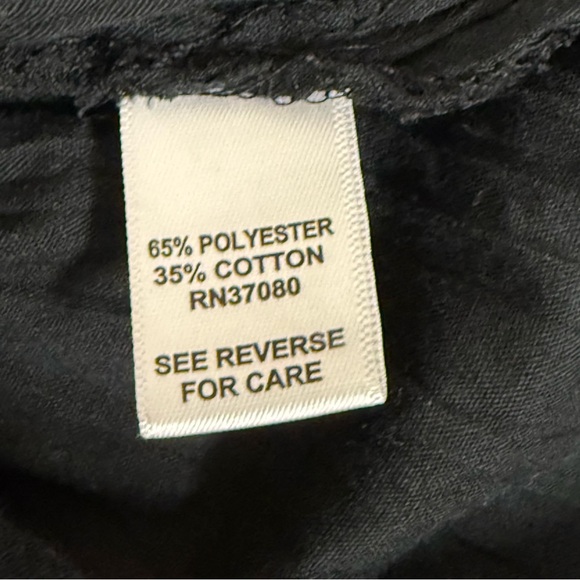 65% POLYESTER
35% COTTON
RN37080
SEE REVERSE
FOR CARE